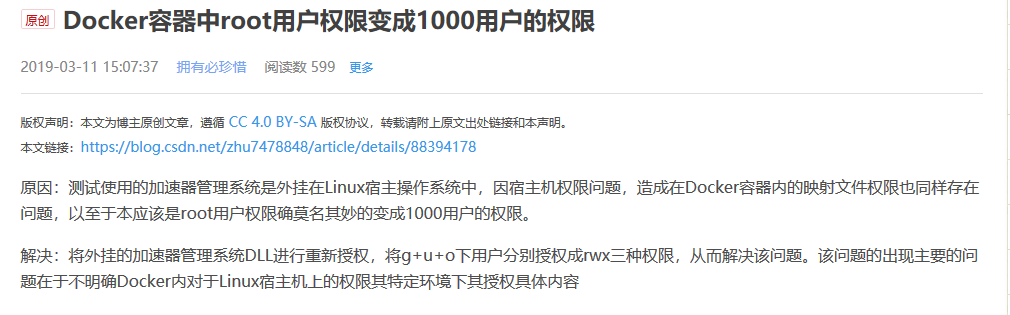 原创 Docker容器中root用户权限变成1000用户的权限
2019-03-11 15:07:37 拥有必珍惜 阅读数 599 更多
版权声明：本文为博主原创文章，遵循 CC 4.0 BY-SA 版权协议，转载请附上原文出处链接和本声明。
本文链接：https://blog.csdn.net/zhu7478848/article/details/88394178
原因：测试使用的加速器管理系统是外挂在Linux宿主操作系统中，因宿主机权限问题，造成在Docker容器内的映射文件权限也同样存在
问题，以至于本应该是root用户权限确莫名其妙的变成1000用户的权限。
解决：将外挂的加速器管理系统DLL进行重新授权，将g+u+o下用户分别授权成rwx三种权限，从而解决该问题。该问题的出现主要的问
题在于不明确Docker内对于Linux宿主机上的权限其特定环境下其授权具体内容